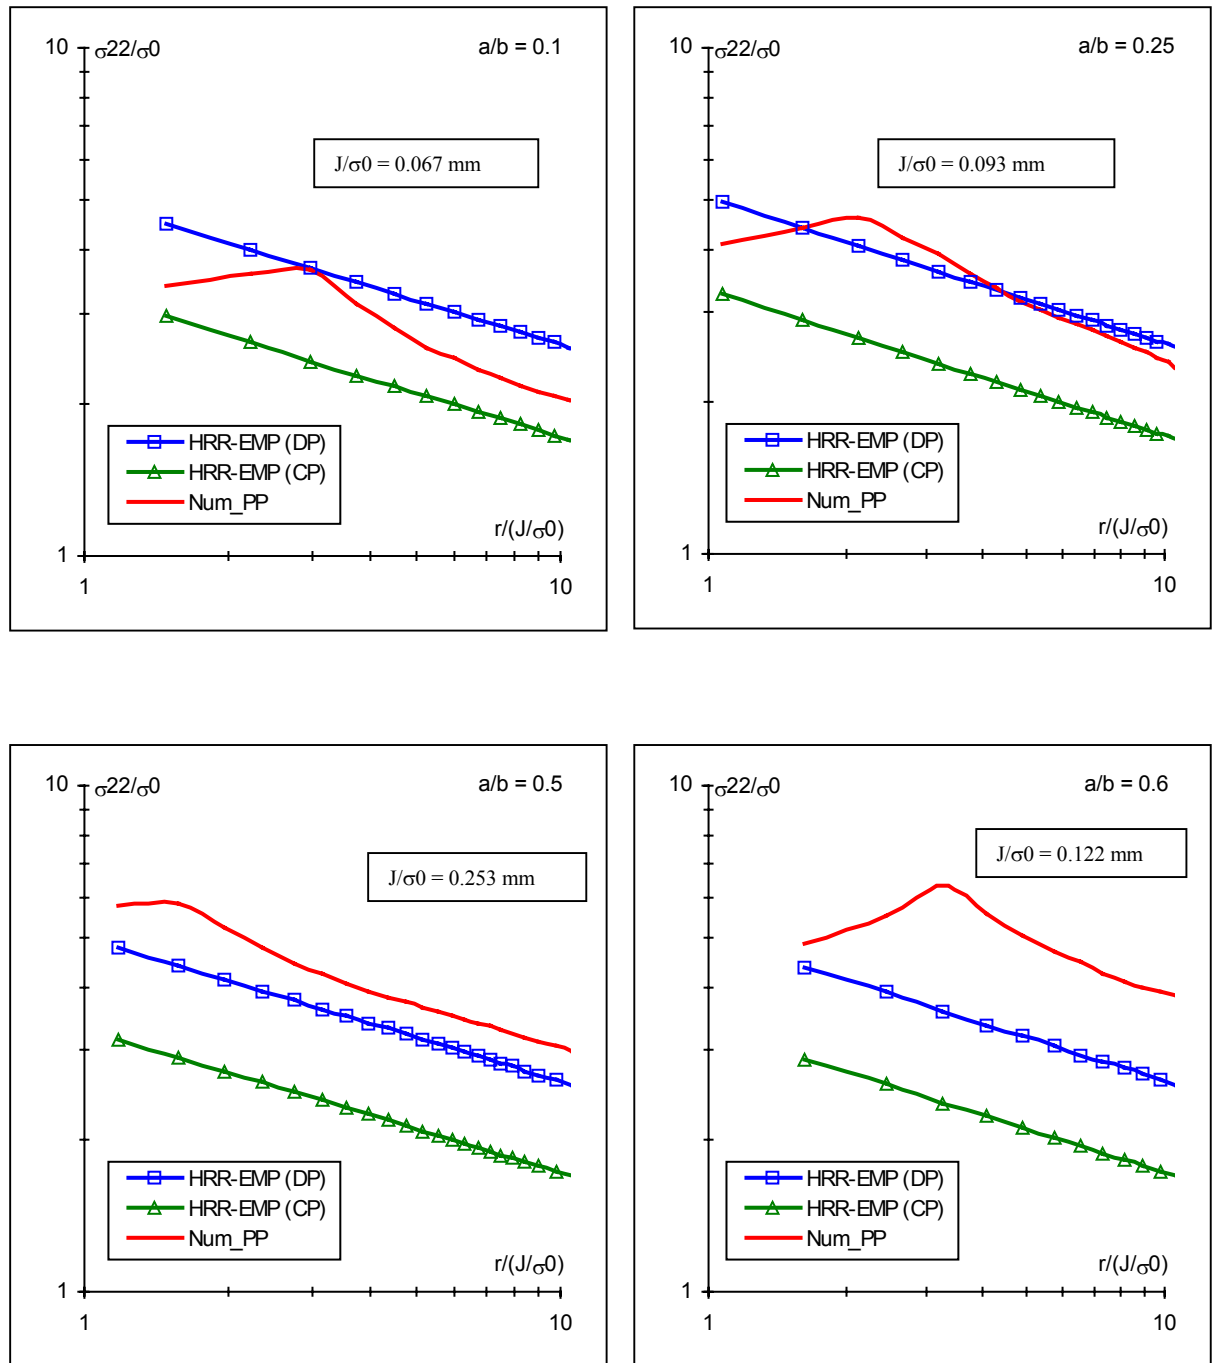 10 σ22/σ0 a/b = 0.1
J/σ0 = 0.067 mm
HRR-EMP (DP)
HRR-EMP (CP)
Num_PP
r/(J/σ0)
1
1 10
10 σ22/σ0 a/b = 0.25
J/σ0 = 0.093 mm
HRR-EMP (DP)
HRR-EMP (CP)
Num_PP
r/(J/σ0)
1
1 10
10 σ22/σ0 a/b = 0.5
J/σ0 = 0.253 mm
HRR-EMP (DP)
HRR-EMP (CP)
Num_PP
r/(J/σ0)
1
1 10
10 σ22/σ0 a/b = 0.6
J/σ0 = 0.122 mm
HRR-EMP (DP)
HRR-EMP (CP)
Num_PP
r/(J/σ0)
1
1 10